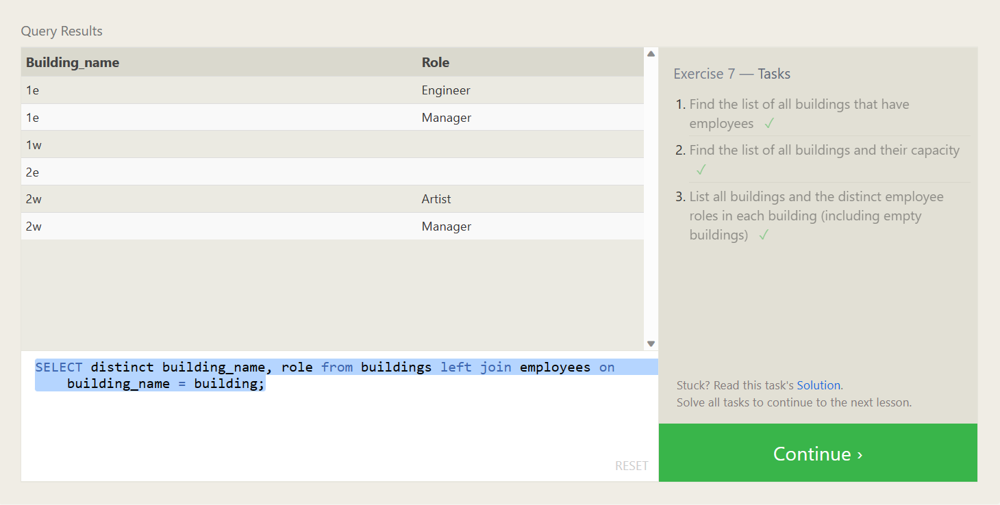 Query Results
Building_name Role
1e Engineer
1e Manager
1w
2e
2w Artist
2w Manager
SELECT distinct building_name, role from buildings left join employees on
building_name = building;
RESET
Exercise 7 — Tasks
1. Find the list of all buildings that have
employees ✓
2. Find the list of all buildings and their capacity
✓
3. List all buildings and the distinct employee
roles in each building (including empty
buildings) ✓
Stuck? Read this task's Solution.
Solve all tasks to continue to the next lesson.
Continue ›